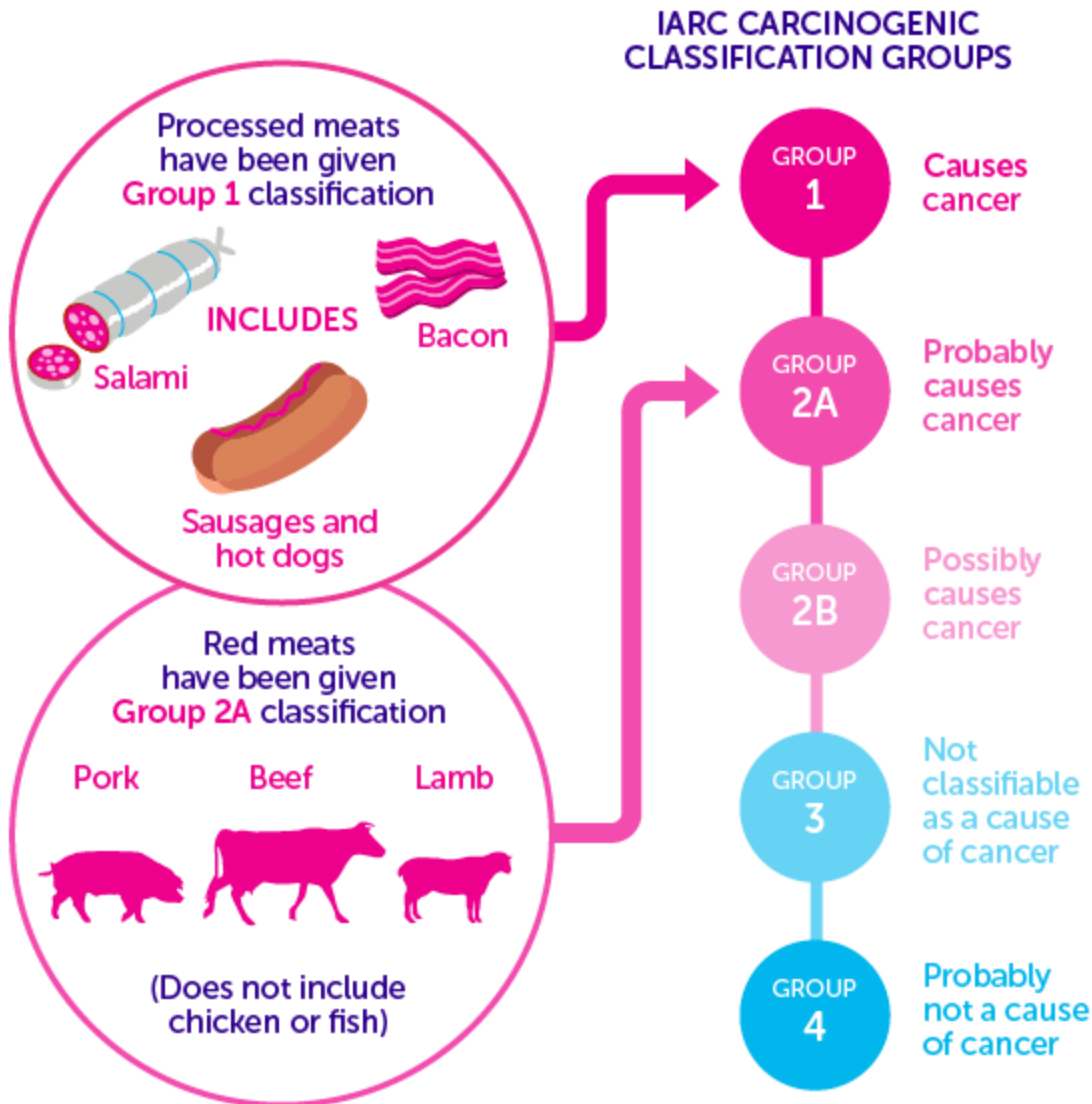 IARC CARCINOGENIC
CLASSIFICATION GROUPS
Processed meats
have been given
Group 1 classification
INCLUDES
Salami
Bacon
Sausages and
hot dogs
Red meats
have been given
Group 2A classification
Pork
Beef
Lamb
(Does not include
chicken or fish)
GROUP
1
Causes
cancer
GROUP
2A
Probably
causes
cancer
GROUP
2B
Possibly
causes
cancer
GROUP
3
Not
classifiable
as a cause
of cancer
GROUP
4
Probably
not a cause
of cancer